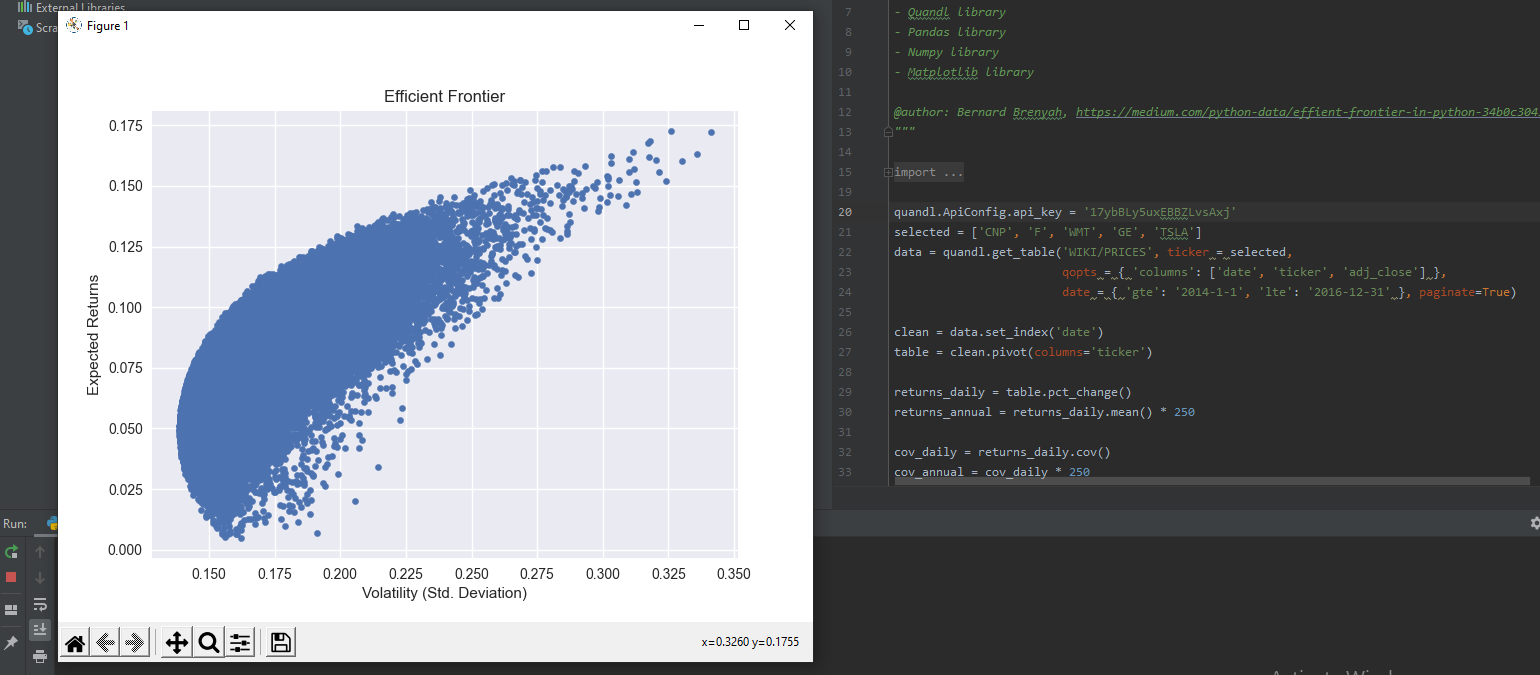 External Libraries
Scra
Figure 1
Efficient Frontier
0.175
0.150
0.125
0.100
0.075
0.050
0.025
0.000
Expected Returns
0.150 0.175 0.200 0.225 0.250 0.275 0.300 0.325 0.350
Volatility (Std. Deviation)
x=0.3260 y=0.1755
Run:
7 - Quandl library
8 - Pandas library
9 - Numpy library
10 - Matplotlib library
11
12 @author: Bernard Brenyah, https://medium.com/python-data/effient-frontier-in-python-34b0c304
13 """
14
15 import ...
19
20 quandl.ApiConfig.api_key = '17ybBLy5uxEBBZLvsAxj'
21 selected = ['CNP', 'F', 'WMT', 'GE', 'TSLA']
22 data = quandl.get_table('WIKI/PRICES', ticker = selected,
23 qopts = { 'columns': ['date', 'ticker', 'adj_close'] },
24 date = { 'gte': '2014-1-1', 'lte': '2016-12-31' }, paginate=True)
25
26 clean = data.set_index('date')
27 table = clean.pivot(columns='ticker')
28
29 returns_daily = table.pct_change()
30 returns_annual = returns_daily.mean() * 250
31
32 cov_daily = returns_daily.cov()
33 cov_annual = cov_daily * 250